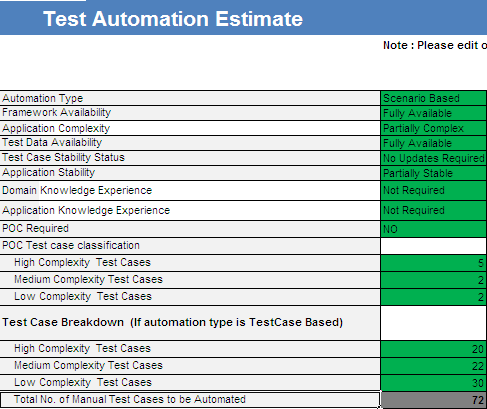 Test Automation Estimate
Note : Please edit o
Automation Type Scenario Based
Framework Availability Fully Available
Application Complexity Partially Complex
Test Data Availability Fully Available
Test Case Stability Status No Updates Required
Application Stability Partially Stable
Domain Knowledge Experience Not Required
Application Knowledge Experience Not Required
POC Required NO
POC Test case classification
High Complexity Test Cases 5
Medium Complexity Test Cases 2
Low Complexity Test Cases 2
Test Case Breakdown (If automation type is TestCase Based)
High Complexity Test Cases 20
Medium Complexity Test Cases 22
Low Complexity Test Cases 30
Total No. of Manual Test Cases to be Automated 72